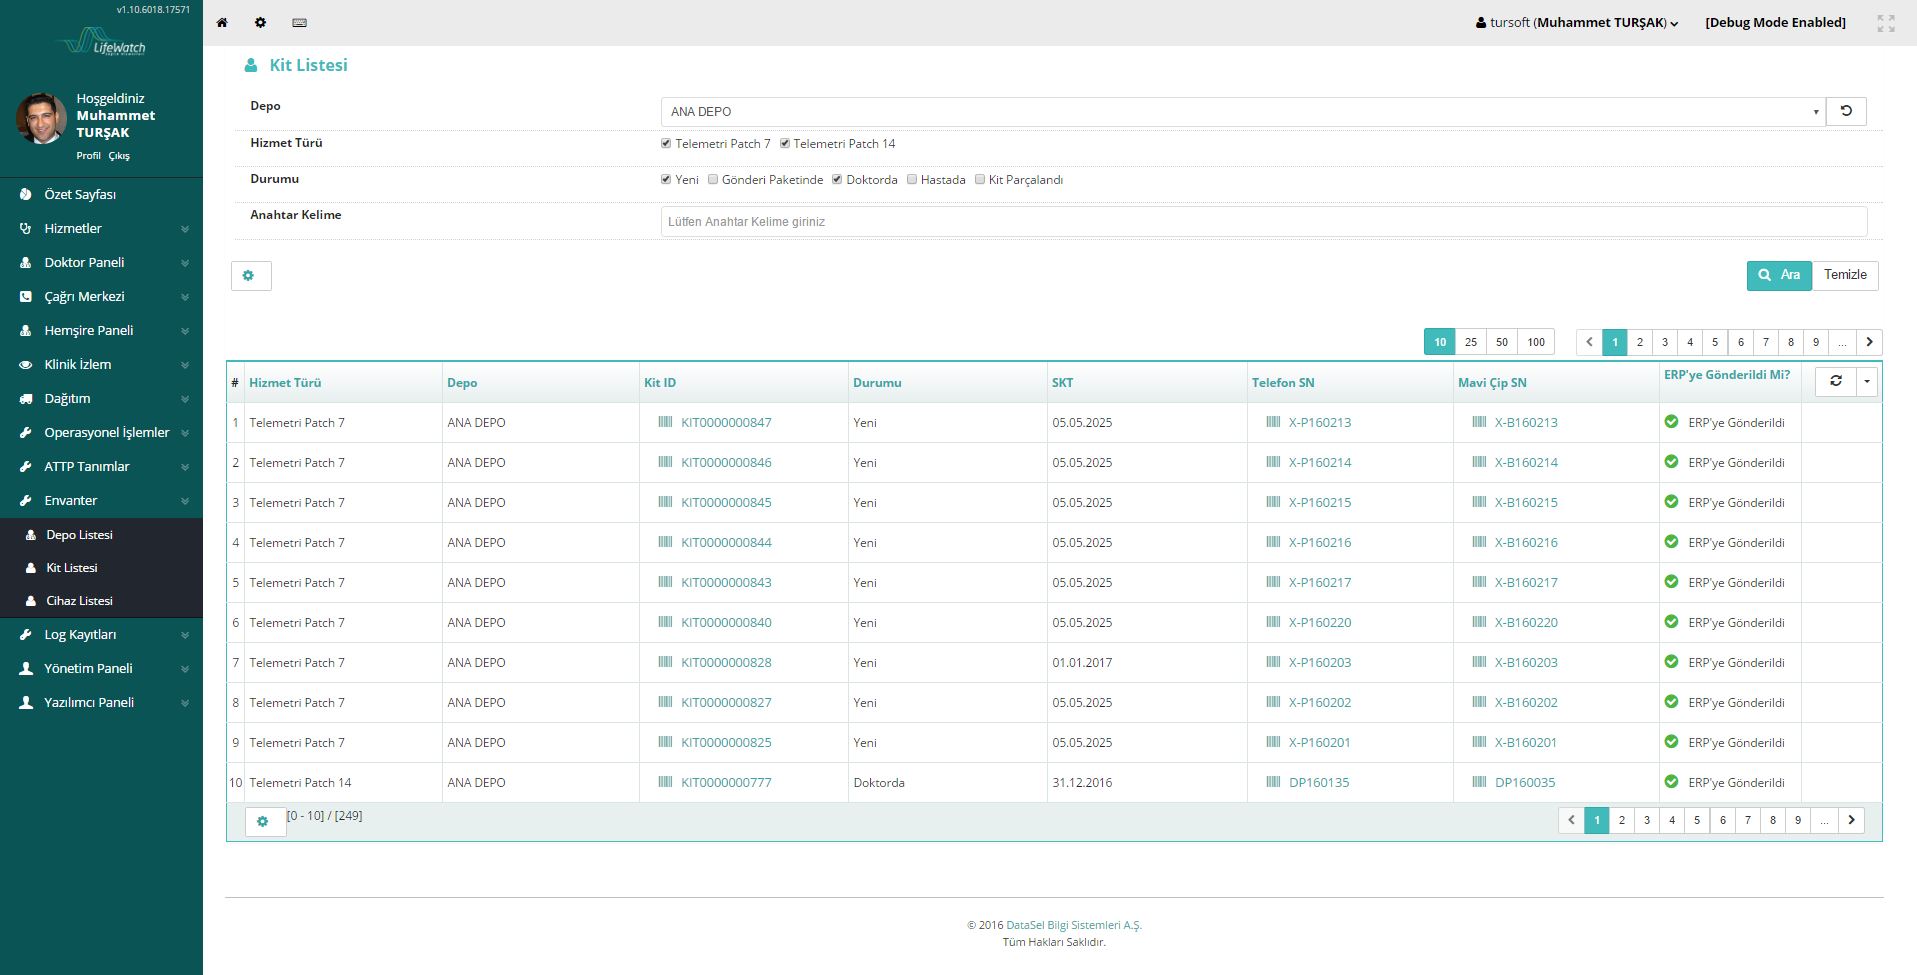 v1.10.6018.17571
LifeWatch
tursoft (Muhammet TURŞAK)
[Debug Mode Enabled]
Hoşgeldiniz
Muhammet
TURŞAK
Profil Çıkış
Özet Sayfası
Hizmetler
Doktor Paneli
Çağrı Merkezi
Hemşire Paneli
Klinik İzlem
Dağıtım
Operasyonel İşlemler
ATTP Tanımlar
Envanter
Depo Listesi
Kit Listesi
Cihaz Listesi
Log Kayıtları
Yönetim Paneli
Yazılımcı Paneli
Kit Listesi
Depo ANA DEPO
Hizmet Türü Telemetri Patch 7 Telemetri Patch 14
Durumu Yeni Gönderi Paketinde Doktorda Hastada Kit Parçalandı
Anahtar Kelime Lütfen Anahtar Kelime giriniz
Ara Temizle
10 25 50 100 1 2 3 4 5 6 7 8 9 ...
# Hizmet Türü Depo Kit ID Durumu SKT Telefon SN Mavi Çip SN ERP'ye Gönderildi Mi?
1 Telemetri Patch 7 ANA DEPO KIT0000000847 Yeni 05.05.2025 X-P160213 X-B160213 ERP'ye Gönderildi
2 Telemetri Patch 7 ANA DEPO KIT0000000846 Yeni 05.05.2025 X-P160214 X-B160214 ERP'ye Gönderildi
3 Telemetri Patch 7 ANA DEPO KIT0000000845 Yeni 05.05.2025 X-P160215 X-B160215 ERP'ye Gönderildi
4 Telemetri Patch 7 ANA DEPO KIT0000000844 Yeni 05.05.2025 X-P160216 X-B160216 ERP'ye Gönderildi
5 Telemetri Patch 7 ANA DEPO KIT0000000843 Yeni 05.05.2025 X-P160217 X-B160217 ERP'ye Gönderildi
6 Telemetri Patch 7 ANA DEPO KIT0000000840 Yeni 05.05.2025 X-P160220 X-B160220 ERP'ye Gönderildi
7 Telemetri Patch 7 ANA DEPO KIT0000000828 Yeni 01.01.2017 X-P160203 X-B160203 ERP'ye Gönderildi
8 Telemetri Patch 7 ANA DEPO KIT0000000827 Yeni 05.05.2025 X-P160202 X-B160202 ERP'ye Gönderildi
9 Telemetri Patch 7 ANA DEPO KIT0000000825 Yeni 05.05.2025 X-P160201 X-B160201 ERP'ye Gönderildi
10 Telemetri Patch 14 ANA DEPO KIT0000000777 Doktorda 31.12.2016 DP160135 DP160035 ERP'ye Gönderildi
[0 - 10] / [249] 1 2 3 4 5 6 7 8 9 ...
© 2016 DataSel Bilgi Sistemleri A.Ş.
Tüm Hakları Saklıdır.